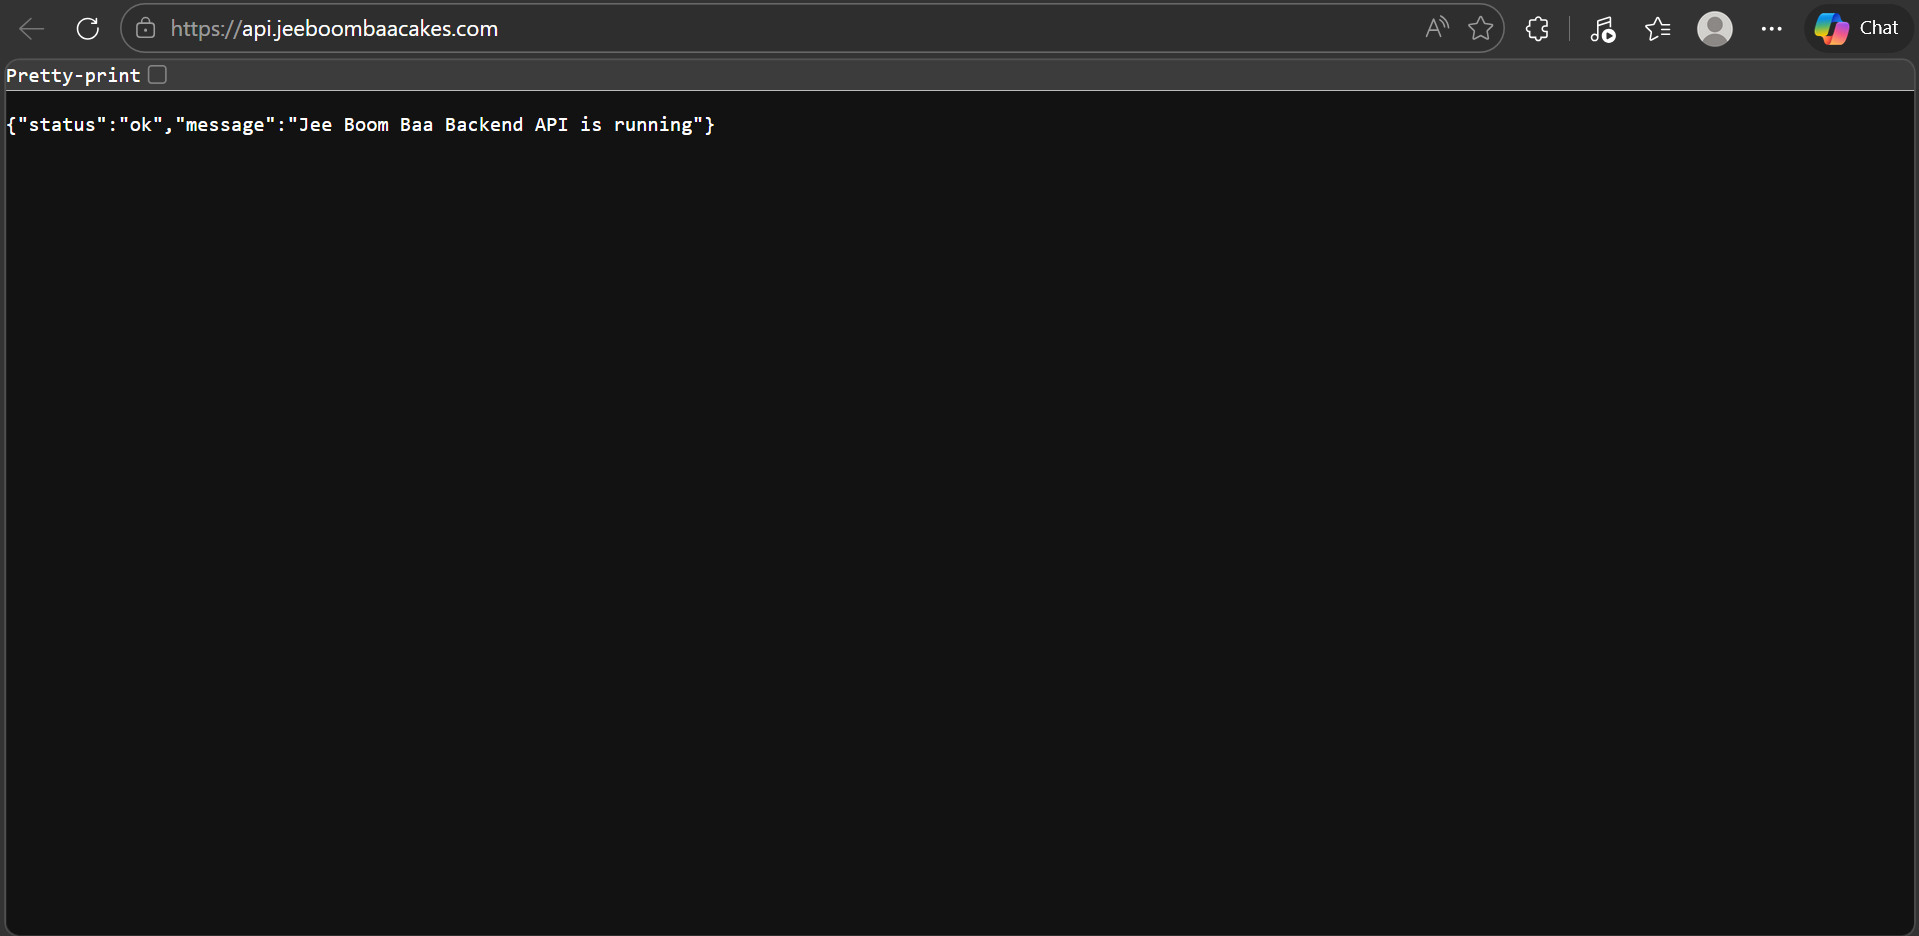 https://api.jeeboombaacakes.com
Chat
Pretty-print
{"status":"ok","message":"Jee Boom Baa Backend API is running"}